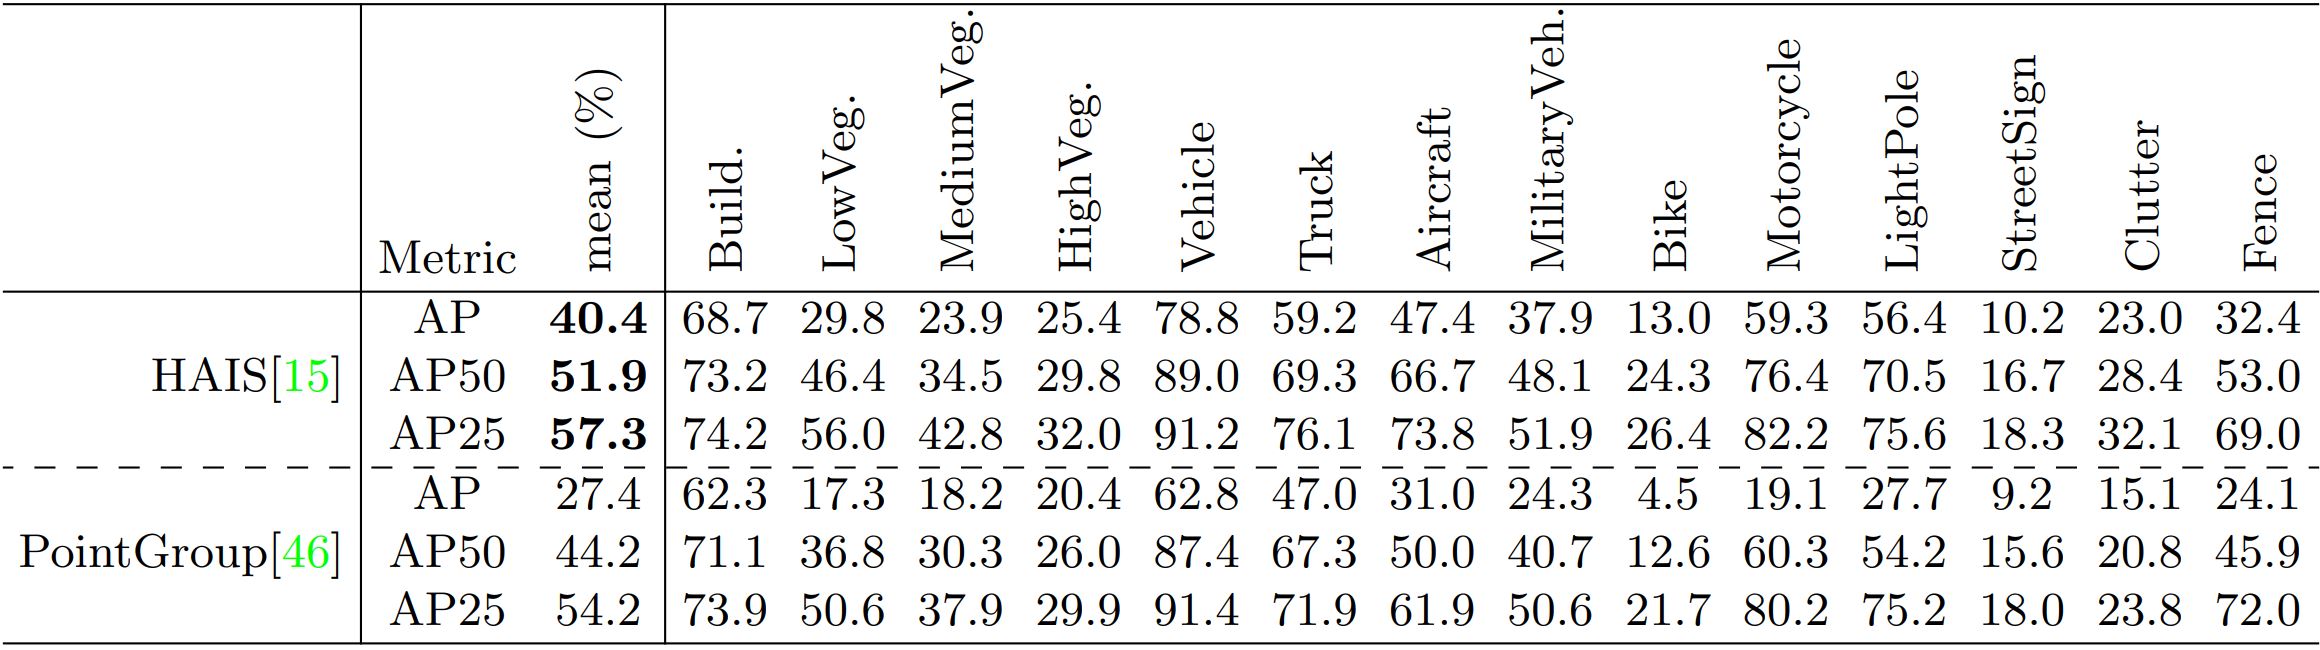 Metric mean (%) Build. LowVeg. MediumVeg. HighVeg. Vehicle Truck Aircraft MilitaryVeh. Bike Motorcycle LightPole StreetSign Clutter Fence
AP 40.4 68.7 29.8 23.9 25.4 78.8 59.2 47.4 37.9 13.0 59.3 56.4 10.2 23.0 32.4
HAIS[15] AP50 51.9 73.2 46.4 34.5 29.8 89.0 69.3 66.7 48.1 24.3 76.4 70.5 16.7 28.4 53.0
AP25 57.3 74.2 56.0 42.8 32.0 91.2 76.1 73.8 51.9 26.4 82.2 75.6 18.3 32.1 69.0
AP 27.4 62.3 17.3 18.2 20.4 62.8 47.0 31.0 24.3 4.5 19.1 27.7 9.2 15.1 24.1
PointGroup[46] AP50 44.2 71.1 36.8 30.3 26.0 87.4 67.3 50.0 40.7 12.6 60.3 54.2 15.6 20.8 45.9
AP25 54.2 73.9 50.6 37.9 29.9 91.4 71.9 61.9 50.6 21.7 80.2 75.2 18.0 23.8 72.0